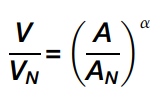 V/V_N = (A/A_N)^α